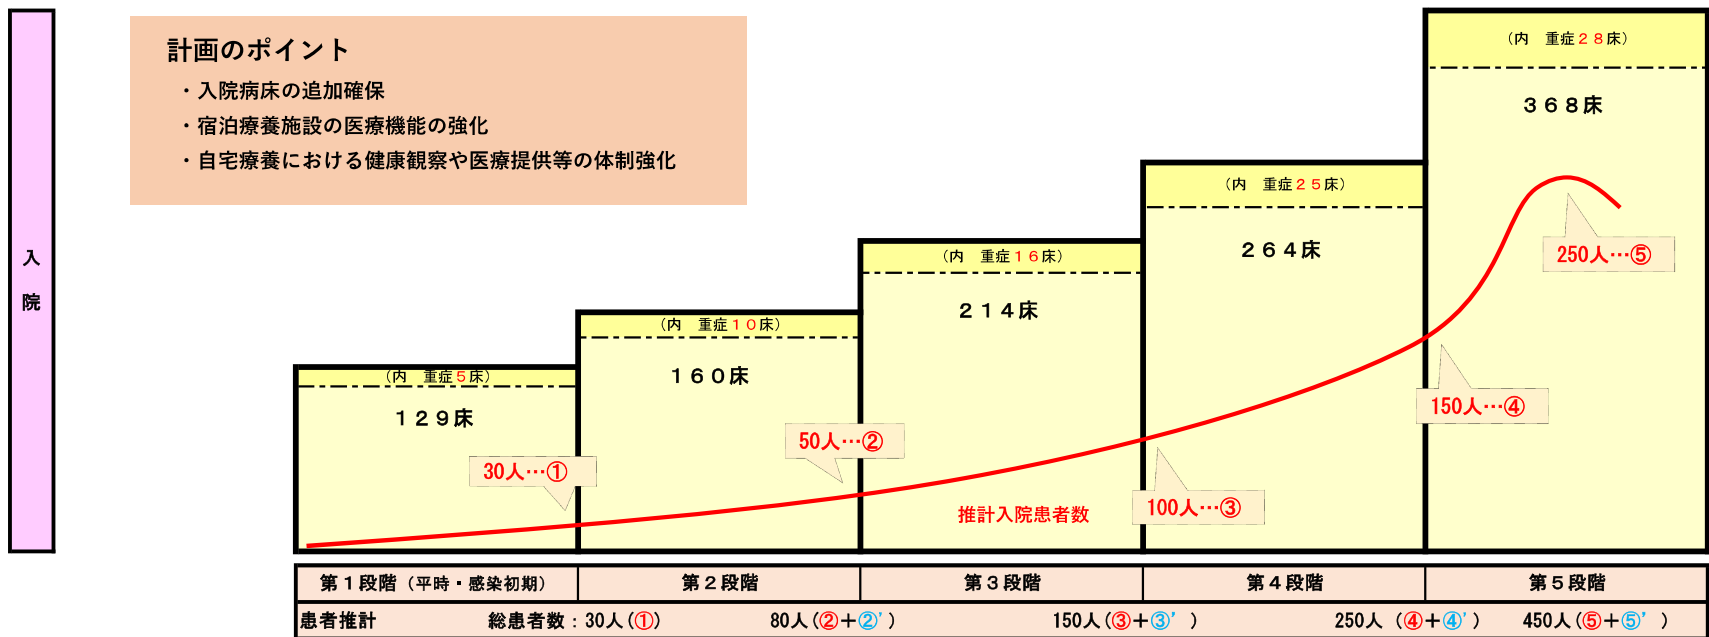 計画のポイント
・入院病床の追加確保
・宿泊療養施設の医療機能の強化
・自宅療養における健康観察や医療提供等の体制強化
入
院
（内　重症５床）
１２９床
（内　重症１０床）
１６０床
（内　重症１６床）
２１４床
（内　重症２５床）
２６４床
（内　重症２８床）
３６８床
30人…①
50人…②
100人…③
150人…④
250人…⑤
推計入院患者数
第１段階（平時・感染初期） 第２段階 第３段階 第４段階 第５段階
患者推計 総患者数：30人（①） 80人（②＋②’） 150人（③＋③’） 250人（④＋④’） 450人（⑤＋⑤’）